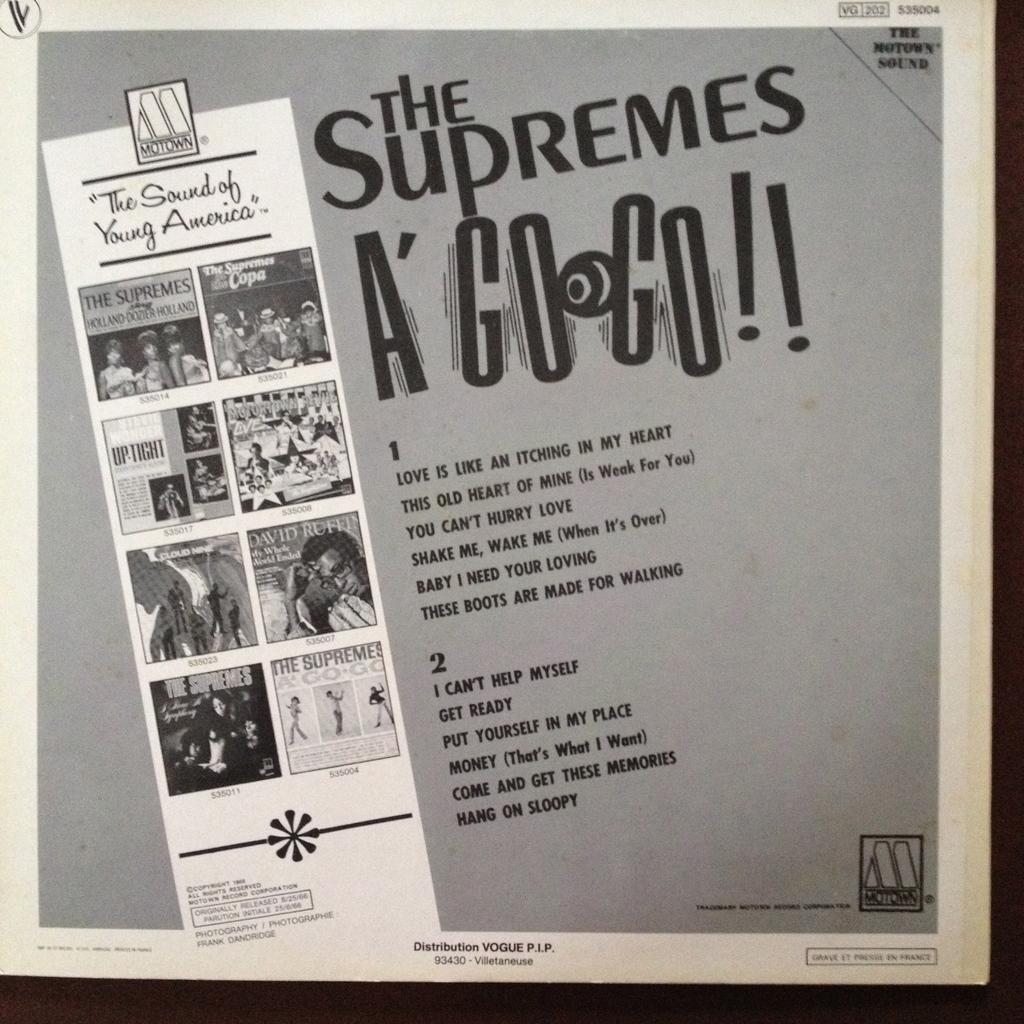 VG 202 535004
THE
MOTOWN
SOUND
MOTOWN®
"The Sound of
Young America"™
THE SUPREMES
A' GO-GO!!
THE SUPREMES
sing
HOLLAND·DOZIER·HOLLAND
535014
The Supremes
Copa
535021
UP-TIGHT
535017
MOTORTOWN REVUE
LIVE
535008
CLOUD NINE
535023
DAVID RUFFIN
My Whole
World Ended
535007
THE SUPREMES
535011
THE SUPREMES
A' GO-GO
535004
1
LOVE IS LIKE AN ITCHING IN MY HEART
THIS OLD HEART OF MINE (Is Weak For You)
YOU CAN'T HURRY LOVE
SHAKE ME, WAKE ME (When It's Over)
BABY I NEED YOUR LOVING
THESE BOOTS ARE MADE FOR WALKING
2
I CAN'T HELP MYSELF
GET READY
PUT YOURSELF IN MY PLACE
MONEY (That's What I Want)
COME AND GET THESE MEMORIES
HANG ON SLOOPY
©COPYRIGHT 1966
ALL RIGHTS RESERVED
MOTOWN RECORD CORPORATION
ORIGINALLY RELEASED 8/25/66
PARUTION INITIALE 25/8/66
PHOTOGRAPHY / PHOTOGRAPHIE :
FRANK DANDRIDGE
TRADEMARK MOTOWN RECORD CORPORATION
MOTOWN®
Distribution VOGUE P.I.P.
93430 - Villetaneuse
GRAVE ET PRESSE EN FRANCE